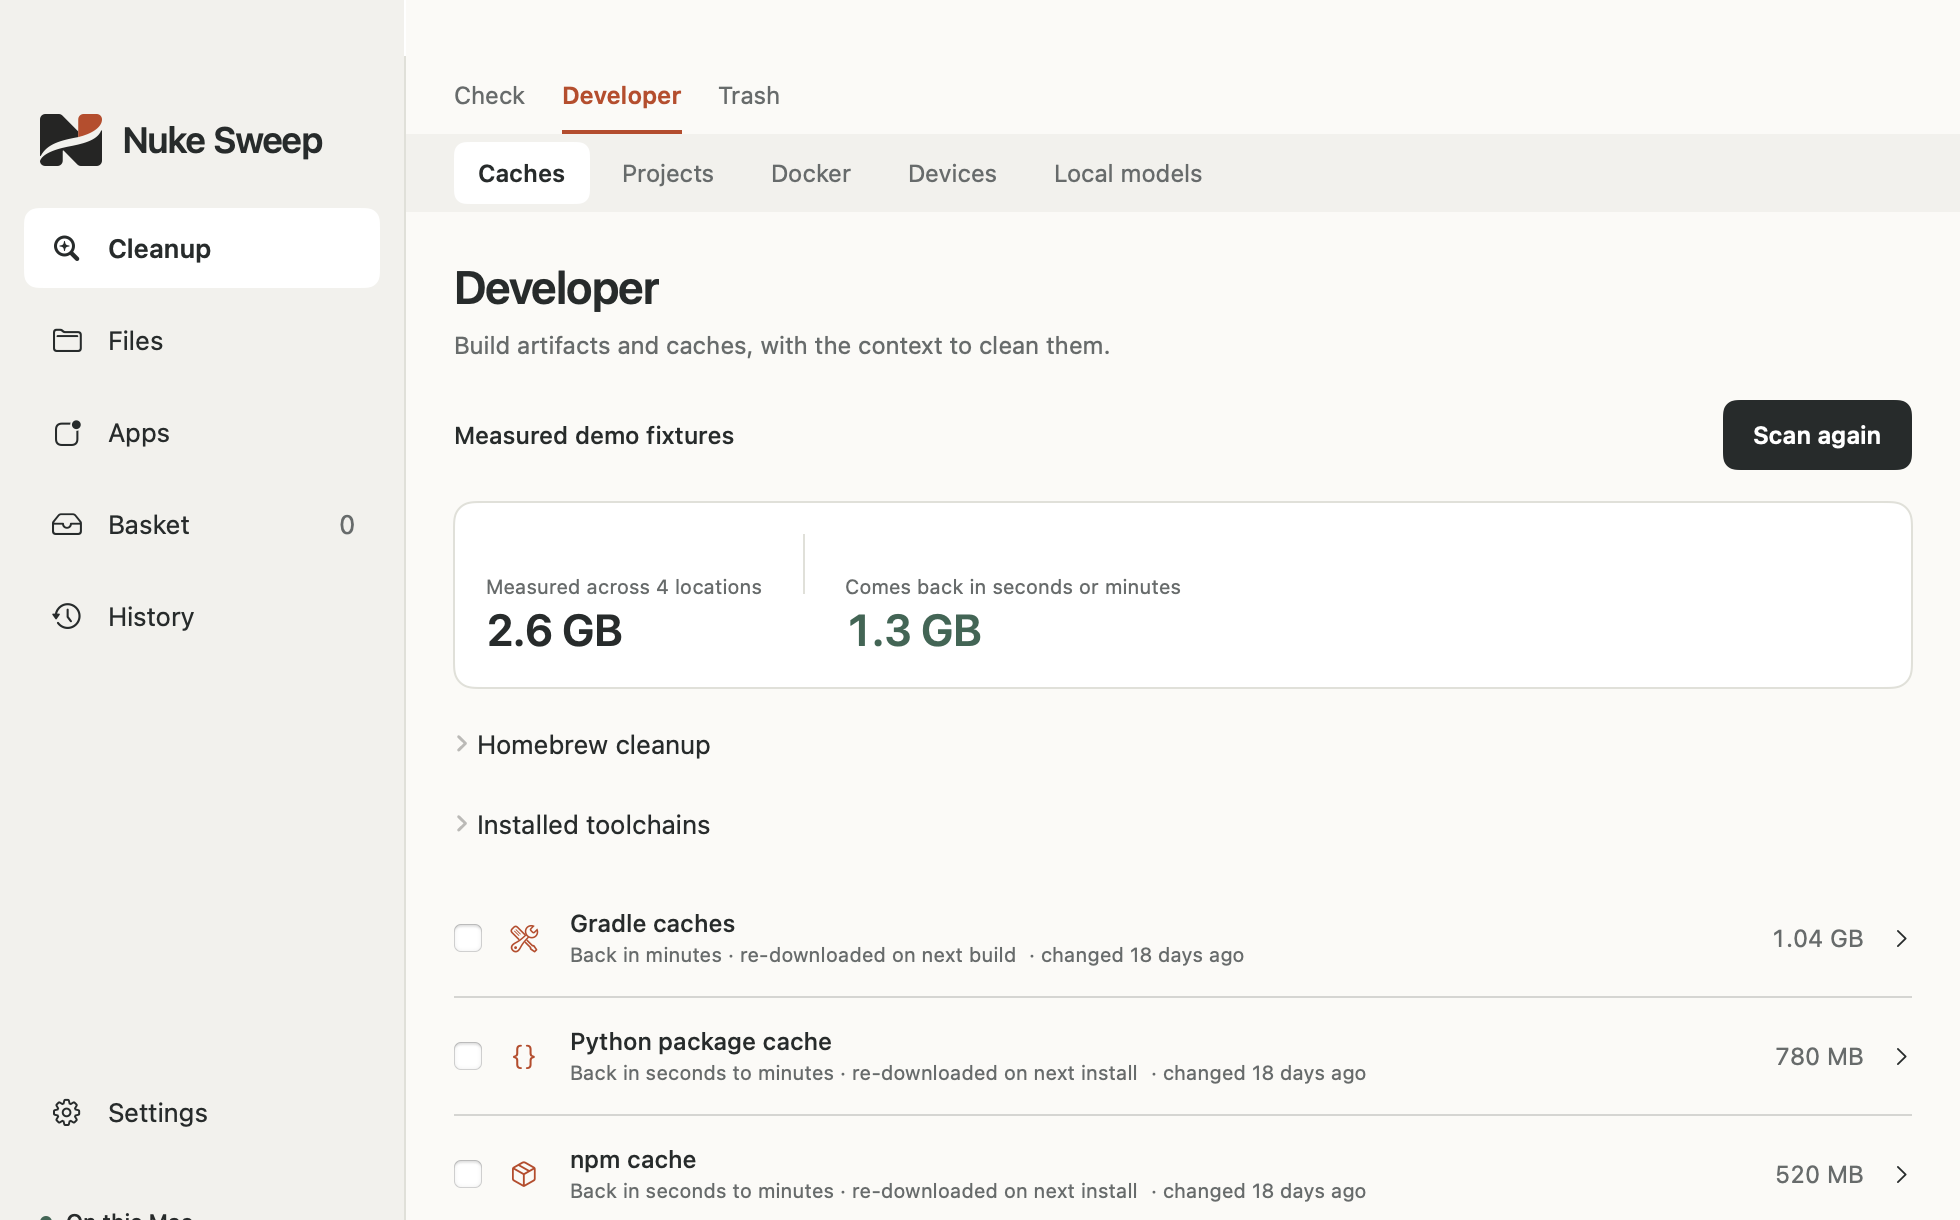 Nuke Sweep
Cleanup
Files
Apps
Basket 0
History
Settings
On this Mac
Check Developer Trash
Caches Projects Docker Devices Local models
Developer
Build artifacts and caches, with the context to clean them.
Measured demo fixtures
Scan again
Measured across 4 locations
2.6 GB
Comes back in seconds or minutes
1.3 GB
Homebrew cleanup
Installed toolchains
Gradle caches
Back in minutes · re-downloaded on next build · changed 18 days ago
1.04 GB
Python package cache
Back in seconds to minutes · re-downloaded on next install · changed 18 days ago
780 MB
npm cache
Back in seconds to minutes · re-downloaded on next install · changed 18 days ago
520 MB